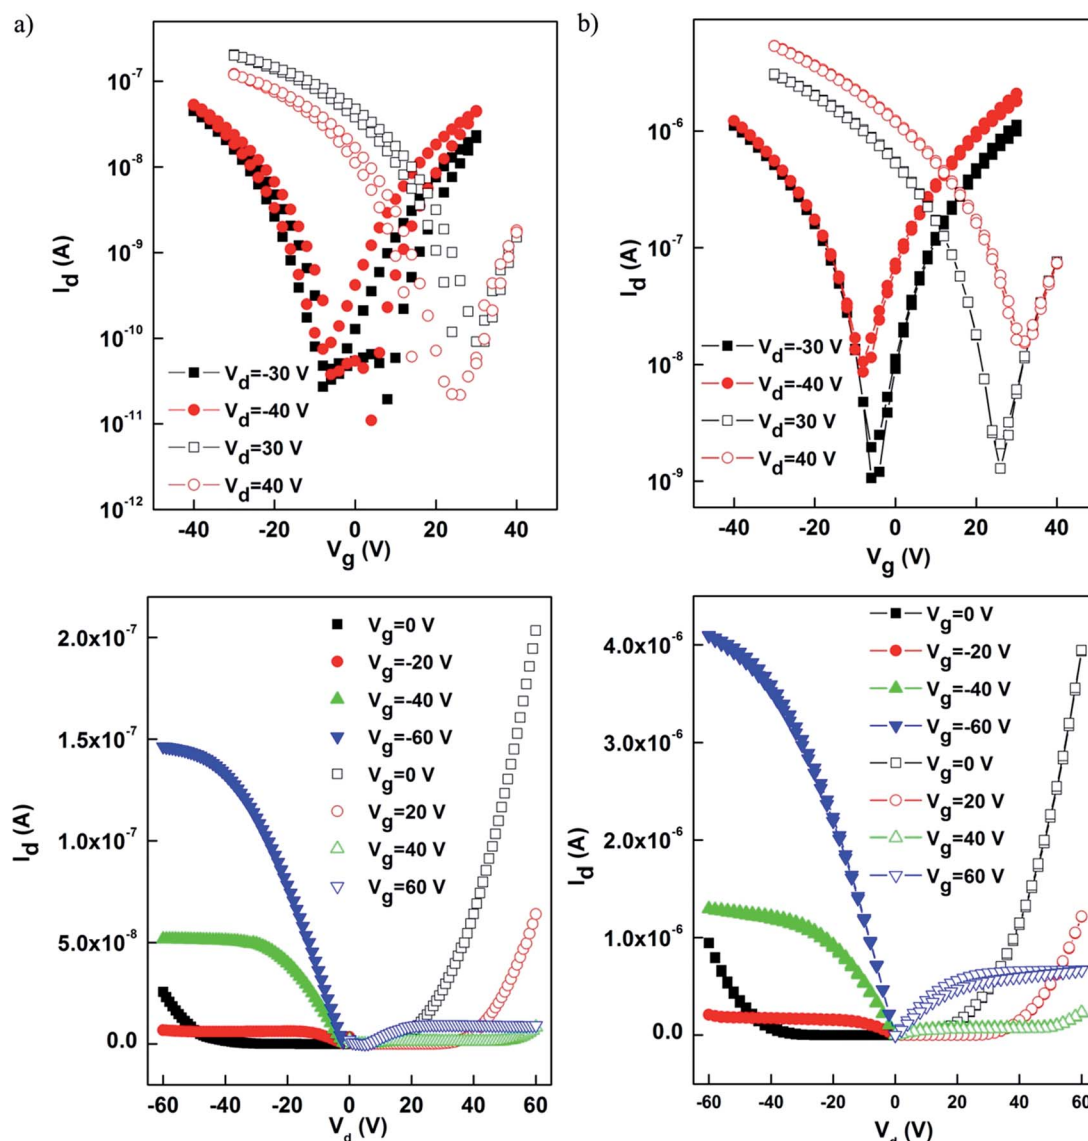 a)
10⁻⁷
10⁻⁸
10⁻⁹
10⁻¹⁰
10⁻¹¹
10⁻¹²
I_d (A)
V_d=-30 V
V_d=-40 V
V_d=30 V
V_d=40 V
-40 -20 0 20 40
V_g (V)
b)
10⁻⁶
10⁻⁷
10⁻⁸
10⁻⁹
I_d (A)
V_d=-30 V
V_d=-40 V
V_d=30 V
V_d=40 V
-40 -20 0 20 40
V_g (V)
2.0x10⁻⁷
1.5x10⁻⁷
1.0x10⁻⁷
5.0x10⁻⁸
0.0
I_d (A)
V_g=0 V
V_g=-20 V
V_g=-40 V
V_g=-60 V
V_g=0 V
V_g=20 V
V_g=40 V
V_g=60 V
-60 -40 -20 0 20 40 60
V_d (V)
4.0x10⁻⁶
3.0x10⁻⁶
2.0x10⁻⁶
1.0x10⁻⁶
0.0
I_d (A)
V_g=0 V
V_g=-20 V
V_g=-40 V
V_g=-60 V
V_g=0 V
V_g=20 V
V_g=40 V
V_g=60 V
-60 -40 -20 0 20 40 60
V_d (V)